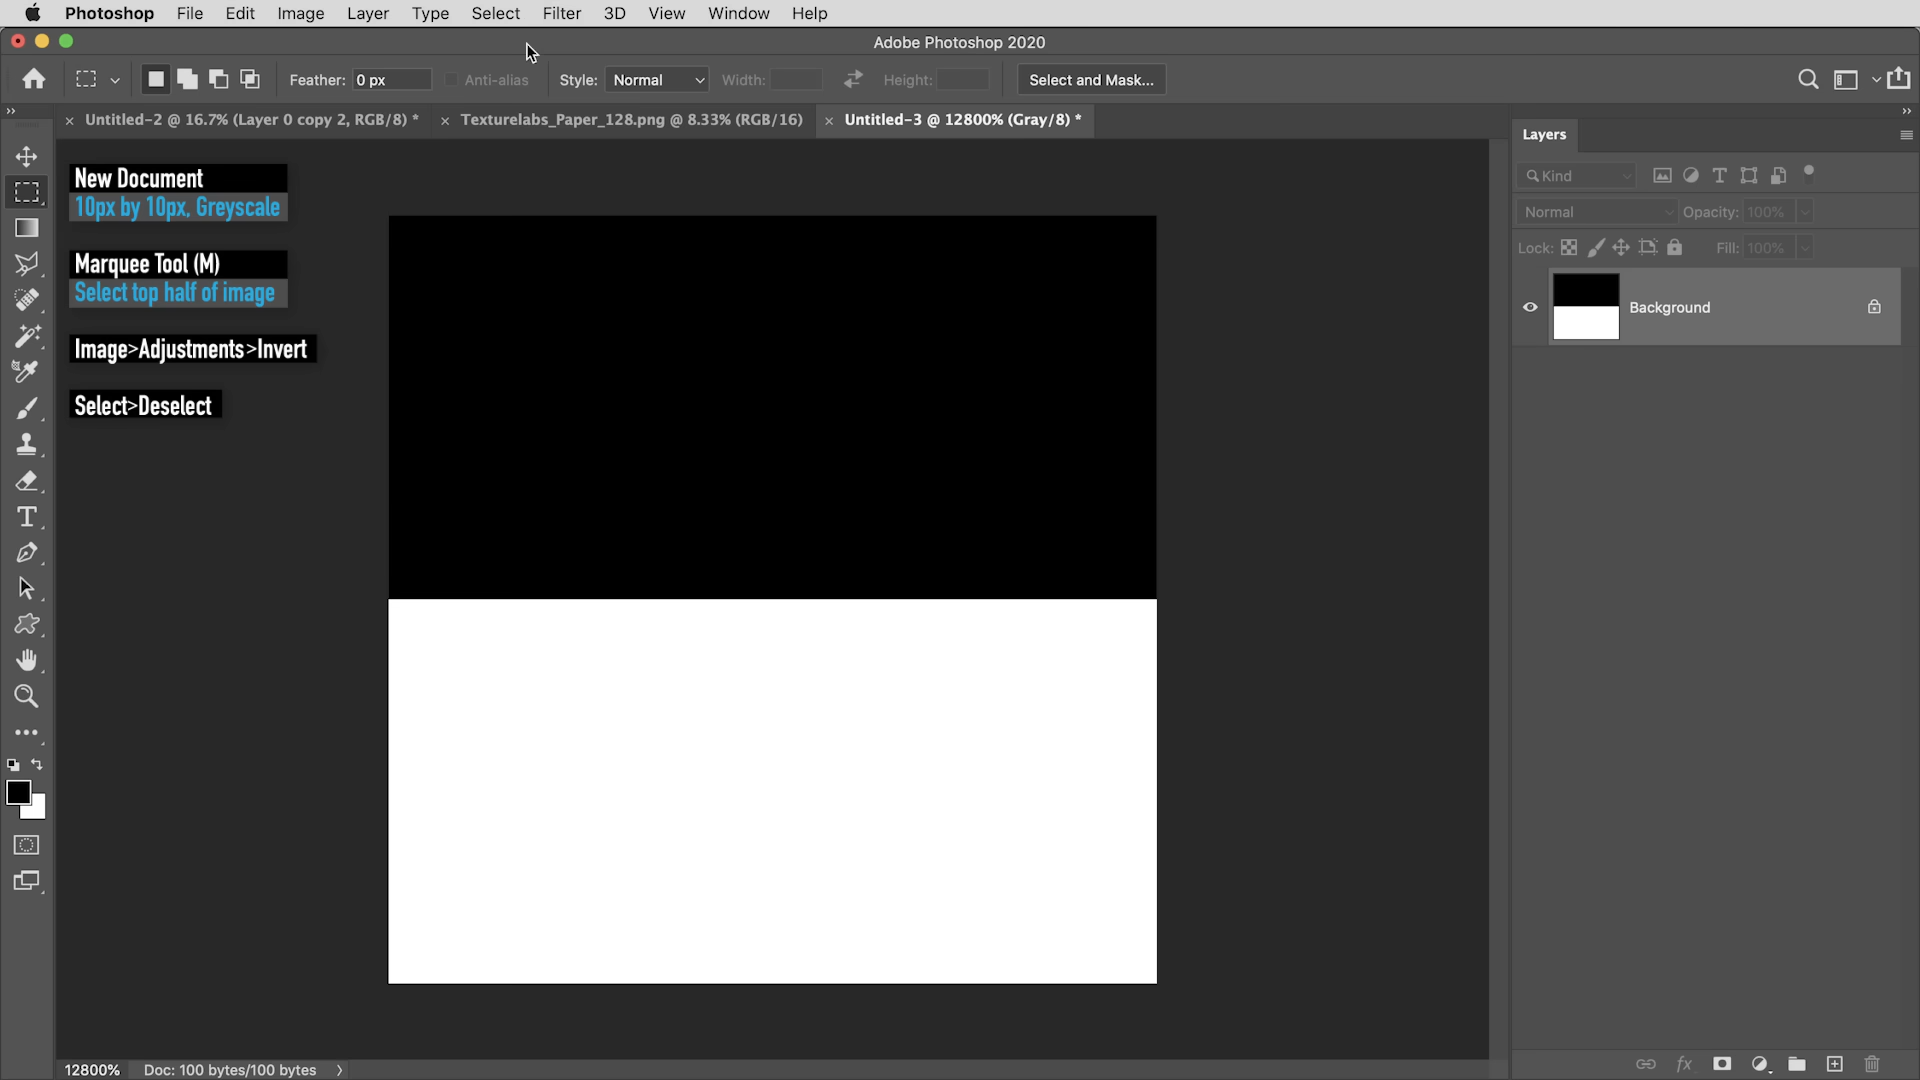 Photoshop File Edit Image Layer Type Select Filter 3D View Window Help
Adobe Photoshop 2020
Feather: 0 px Anti-alias Style: Normal Width: Height: Select and Mask...
Untitled-2 @ 16.7% (Layer 0 copy 2, RGB/8) * Texturelabs_Paper_128.png @ 8.33% (RGB/16) Untitled-3 @ 12800% (Gray/8) *
Layers
Kind
Normal Opacity: 100%
Lock: Fill: 100%
Background
New Document
10px by 10px, Greyscale
Marquee Tool (M)
Select top half of image
Image>Adjustments>Invert
Select>Deselect
12800% Doc: 100 bytes/100 bytes